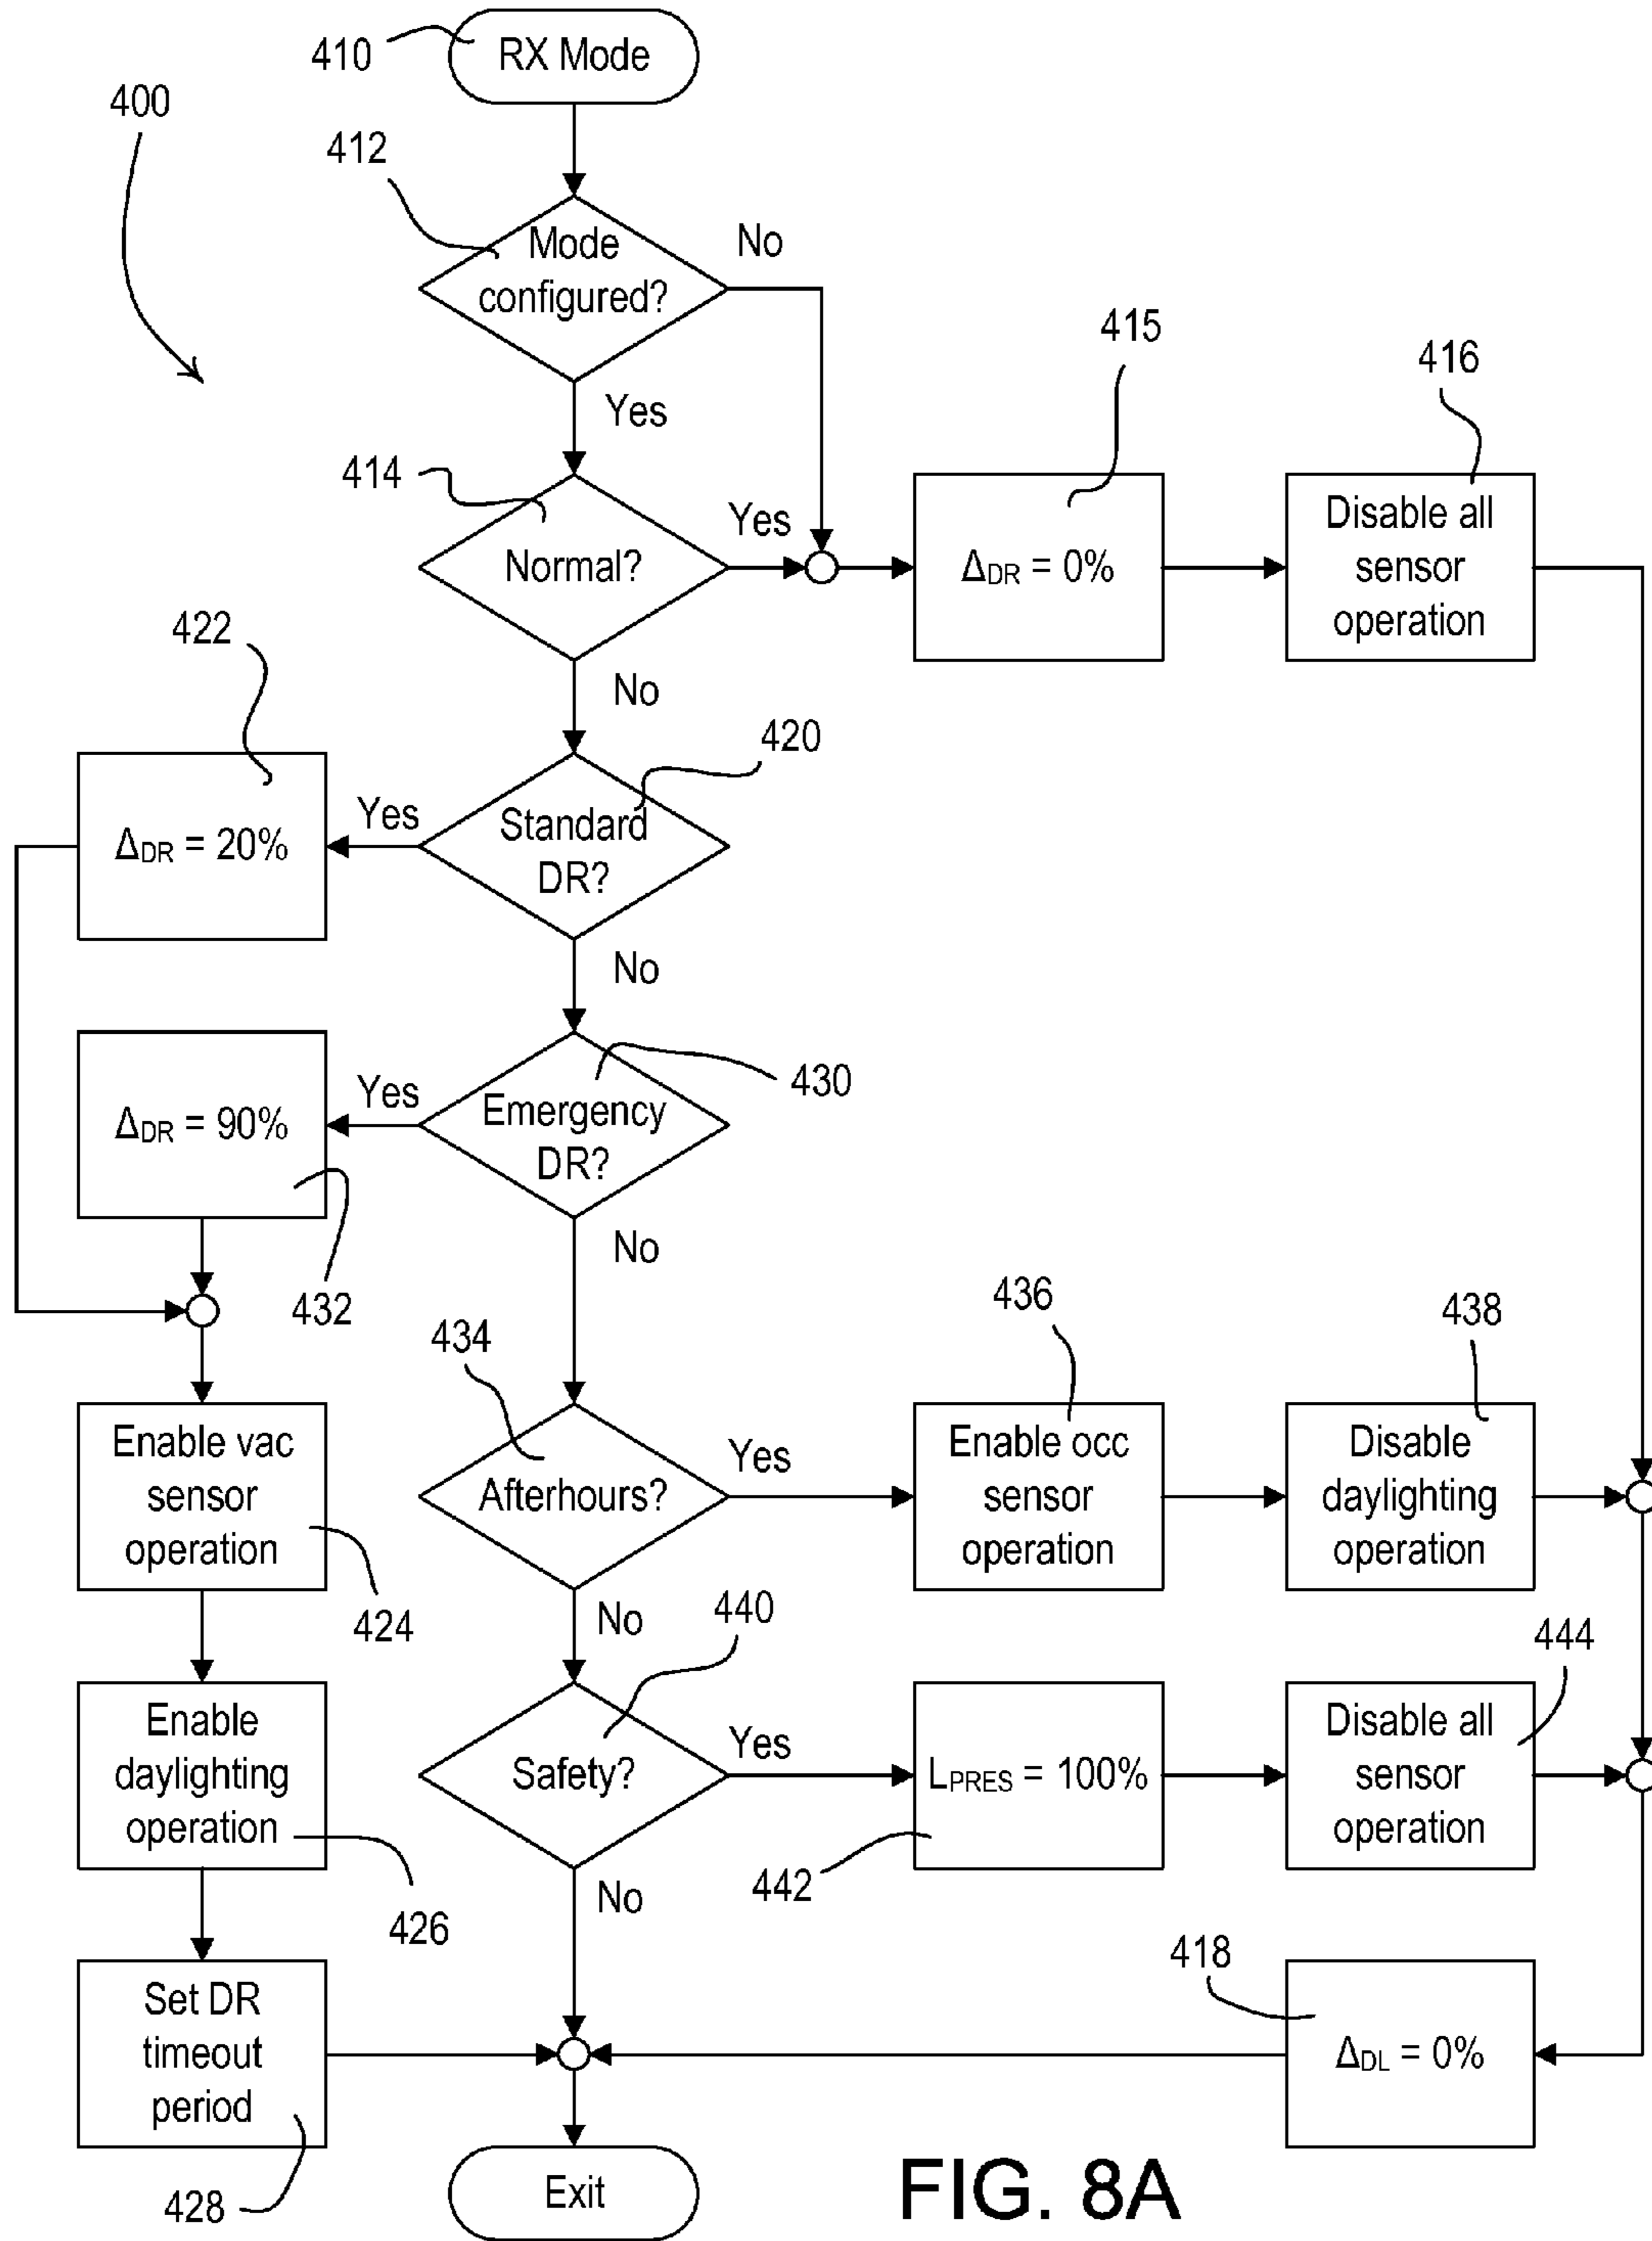 410
RX Mode
400
412
Mode
configured?
No
Yes
415
416
414
Normal?
Yes
ΔDR = 0%
Disable all
sensor
operation
No
422
420
ΔDR = 20%
Yes
Standard
DR?
No
430
ΔDR = 90%
Yes
Emergency
DR?
No
432
434
436
438
Enable vac
sensor
operation
Afterhours?
Yes
Enable occ
sensor
operation
Disable
daylighting
operation
424
No
440
444
Enable
daylighting
operation
Safety?
Yes
LPRES = 100%
Disable all
sensor
operation
426
No
442
418
Set DR
timeout
period
ΔDL = 0%
428
Exit
FIG. 8A